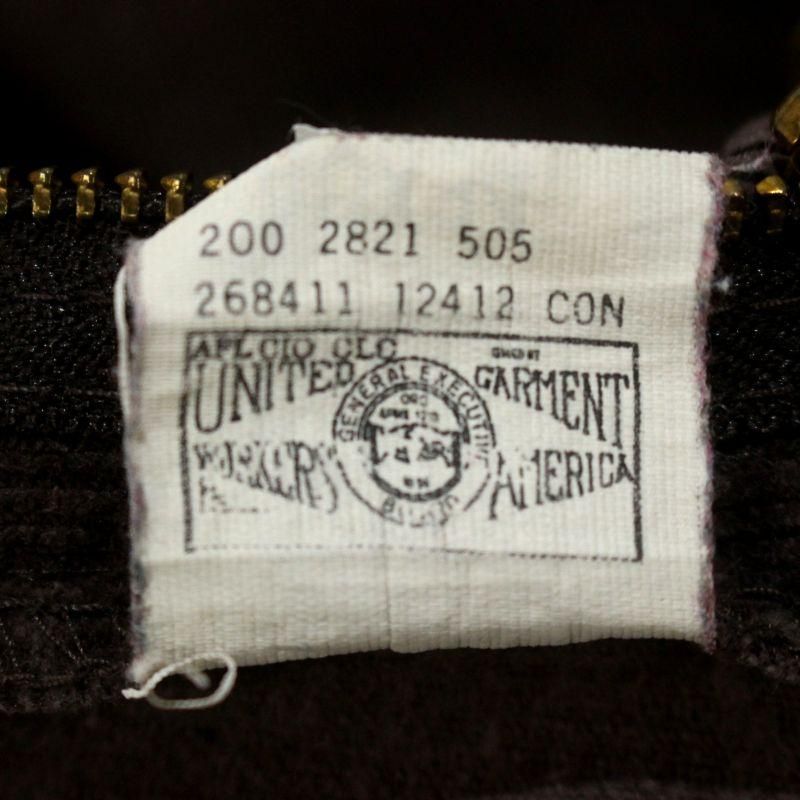 200 2821 505
268411 12412 CON
AFL CIO CLC
UNITED GARMENT
WORKERS AMERICA
GENERAL EXECUTIVE